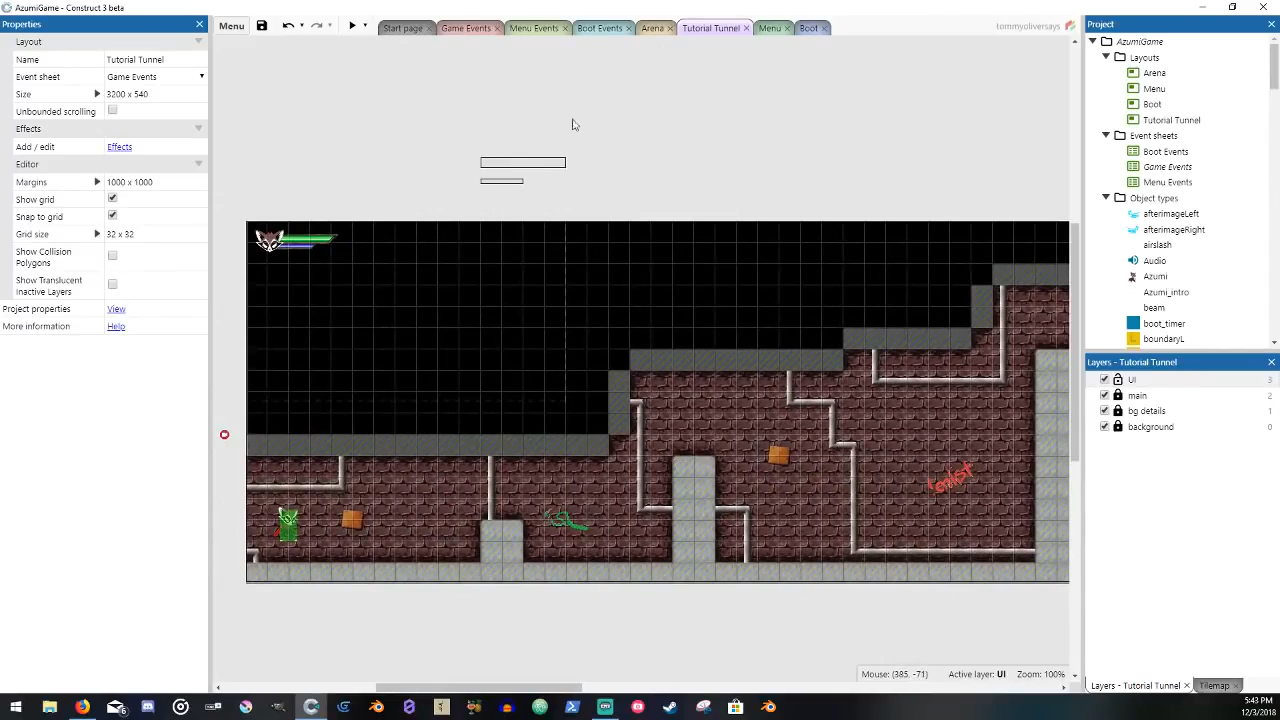 AzumiGame - Construct 3 beta
Properties
Layout
Name Tutorial Tunnel
Event sheet Game Events
Size 3200 x 540
Unbounded scrolling
Effects
Add / edit Effects
Editor
Margins 1000 x 1000
Show grid
Snap to grid
Grid size 32 x 32
Show Collision
Polygons
Show Translucent
Inactive Layers
Project properties View
More information Help
Menu
Start page Game Events Menu Events Boot Events Arena Tutorial Tunnel Menu Boot
tommyoliversays
Mouse: (385, -71) Active layer: UI Zoom: 100%
Project
AzumiGame
Layouts
Arena
Menu
Boot
Tutorial Tunnel
Event sheets
Boot Events
Game Events
Menu Events
Object types
afterimageLeft
afterimageRight
airslash
Audio
Azumi
Azumi_intro
beam
boot_timer
boundaryL
Layers - Tutorial Tunnel
UI 3
main 2
bg details 1
background 0
Layers - Tutorial Tunnel Tilemap
5:43 PM
12/3/2018